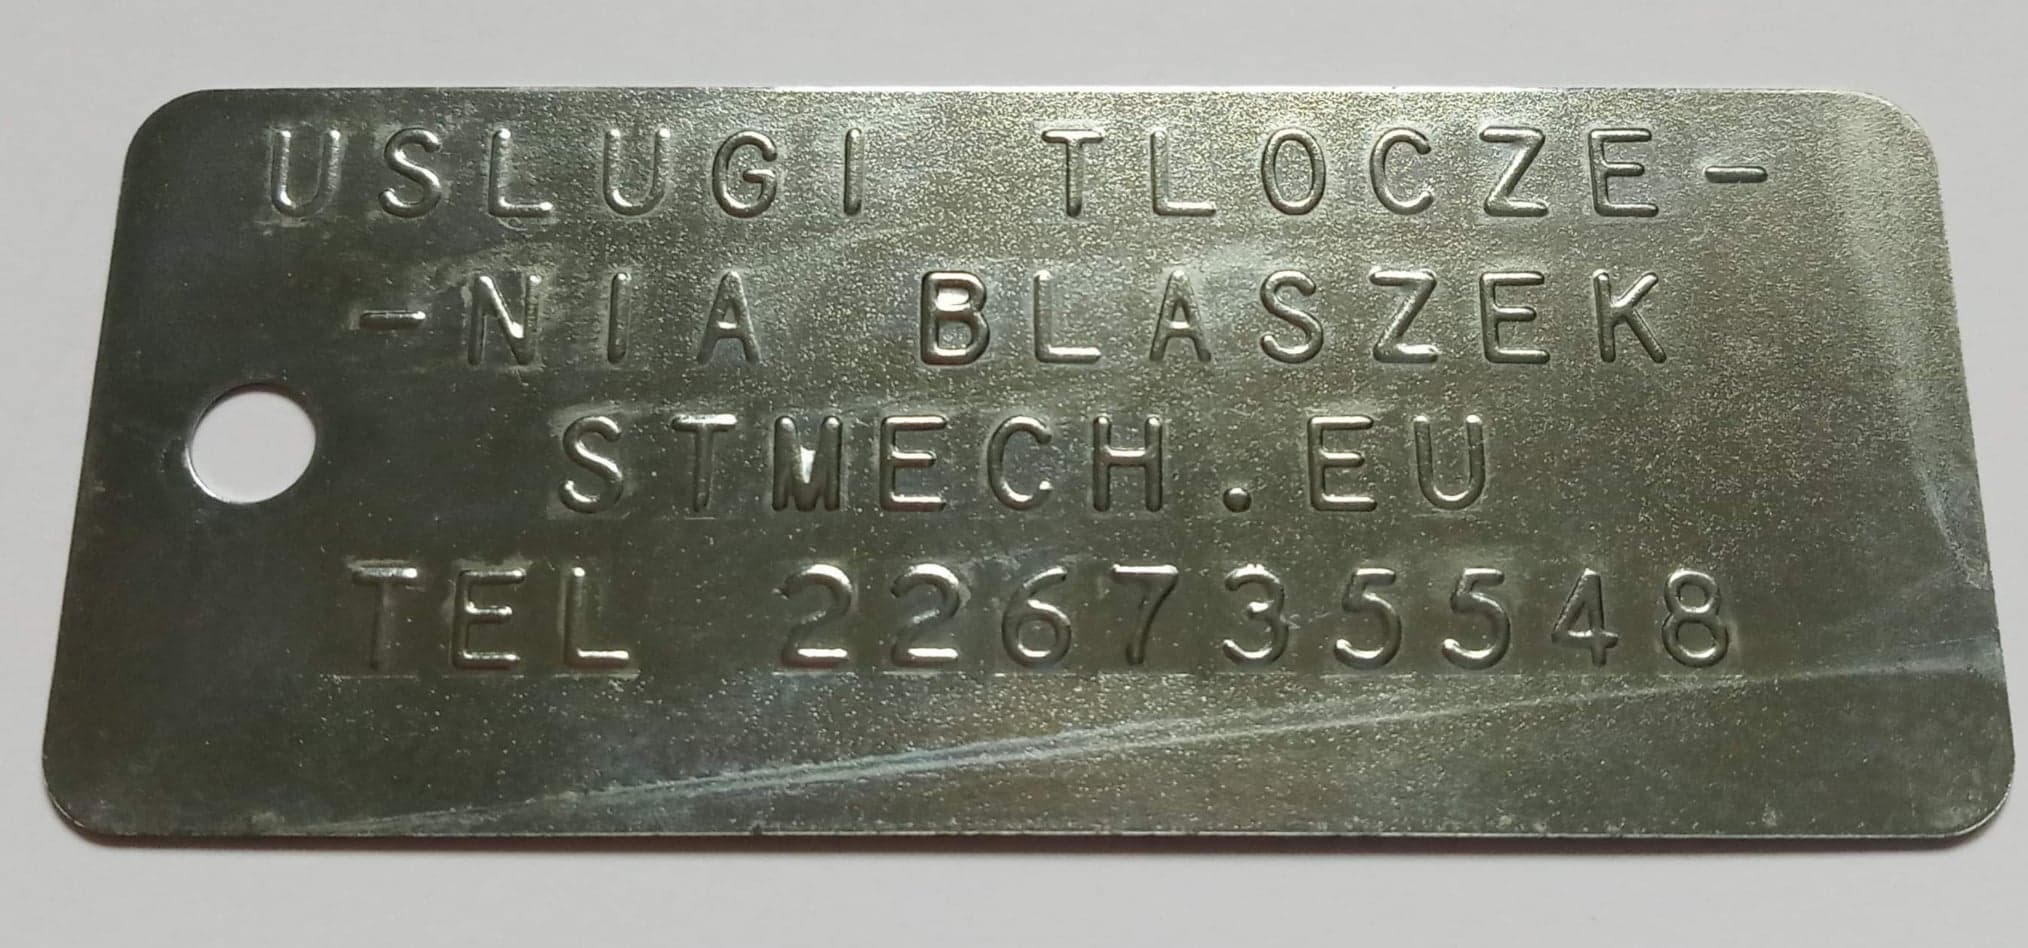 USLUGI TLOCZE-
-NIA BLASZEK
STMECH.EU
TEL 226735548